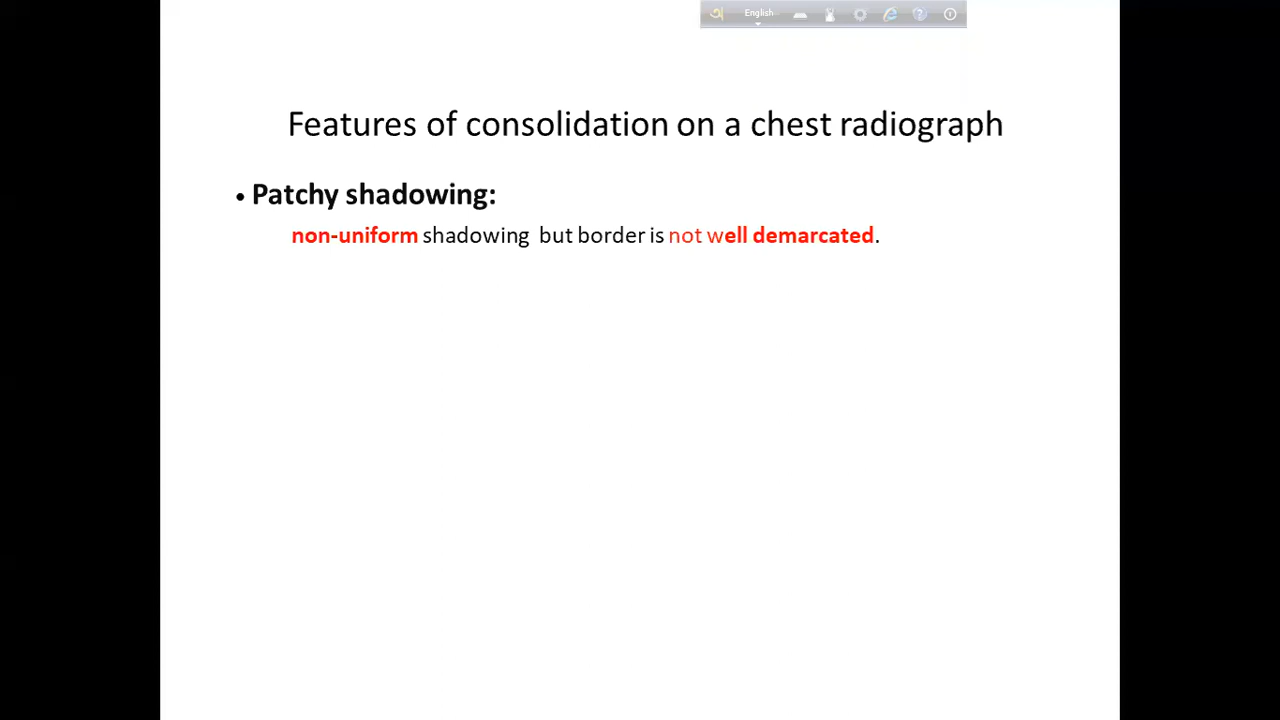 English
Features of consolidation on a chest radiograph
• Patchy shadowing:
non-uniform shadowing but border is not well demarcated.